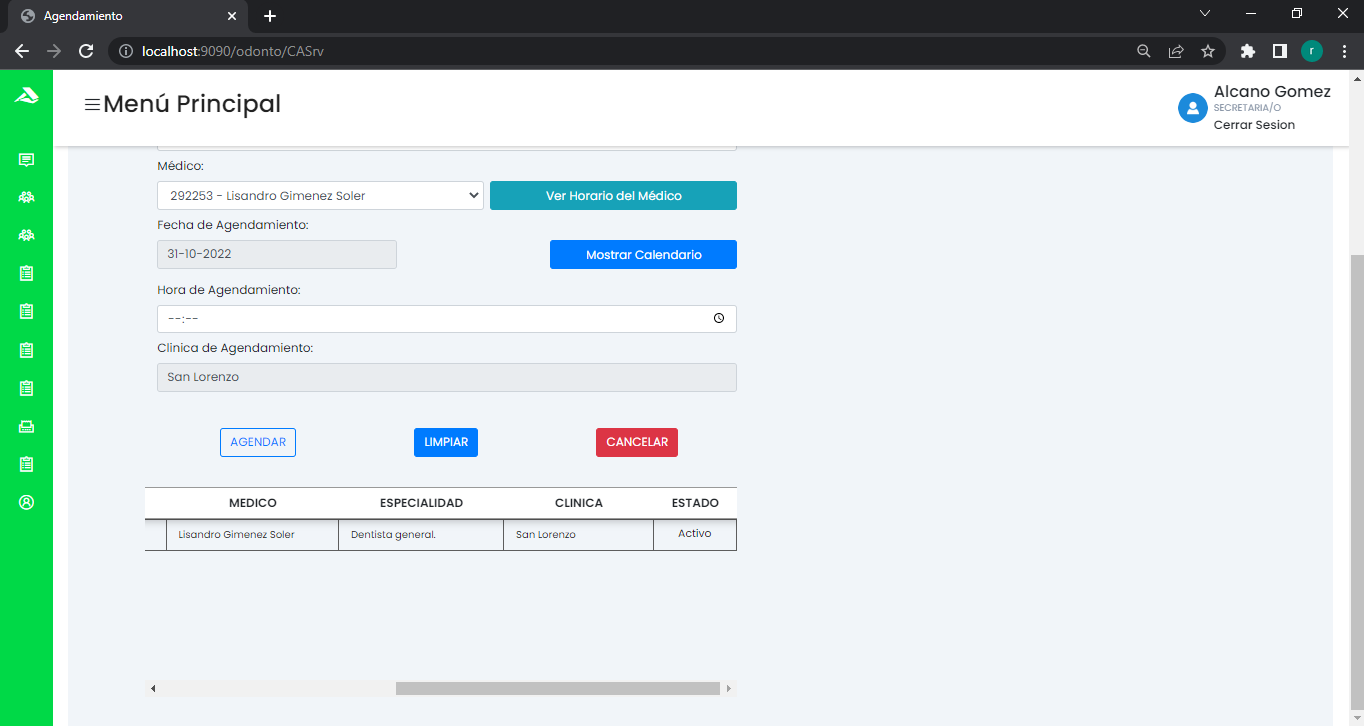 Agendamiento
localhost:9090/odonto/CASrv
r
Menú Principal
Alcano Gomez
SECRETARIA/O
Cerrar Sesion
Médico:
292253 - Lisandro Gimenez Soler
Ver Horario del Médico
Fecha de Agendamiento:
31-10-2022
Mostrar Calendario
Hora de Agendamiento:
--:--
Clinica de Agendamiento:
San Lorenzo
AGENDAR
LIMPIAR
CANCELAR
MEDICO ESPECIALIDAD CLINICA ESTADO
Lisandro Gimenez Soler Dentista general. San Lorenzo Activo